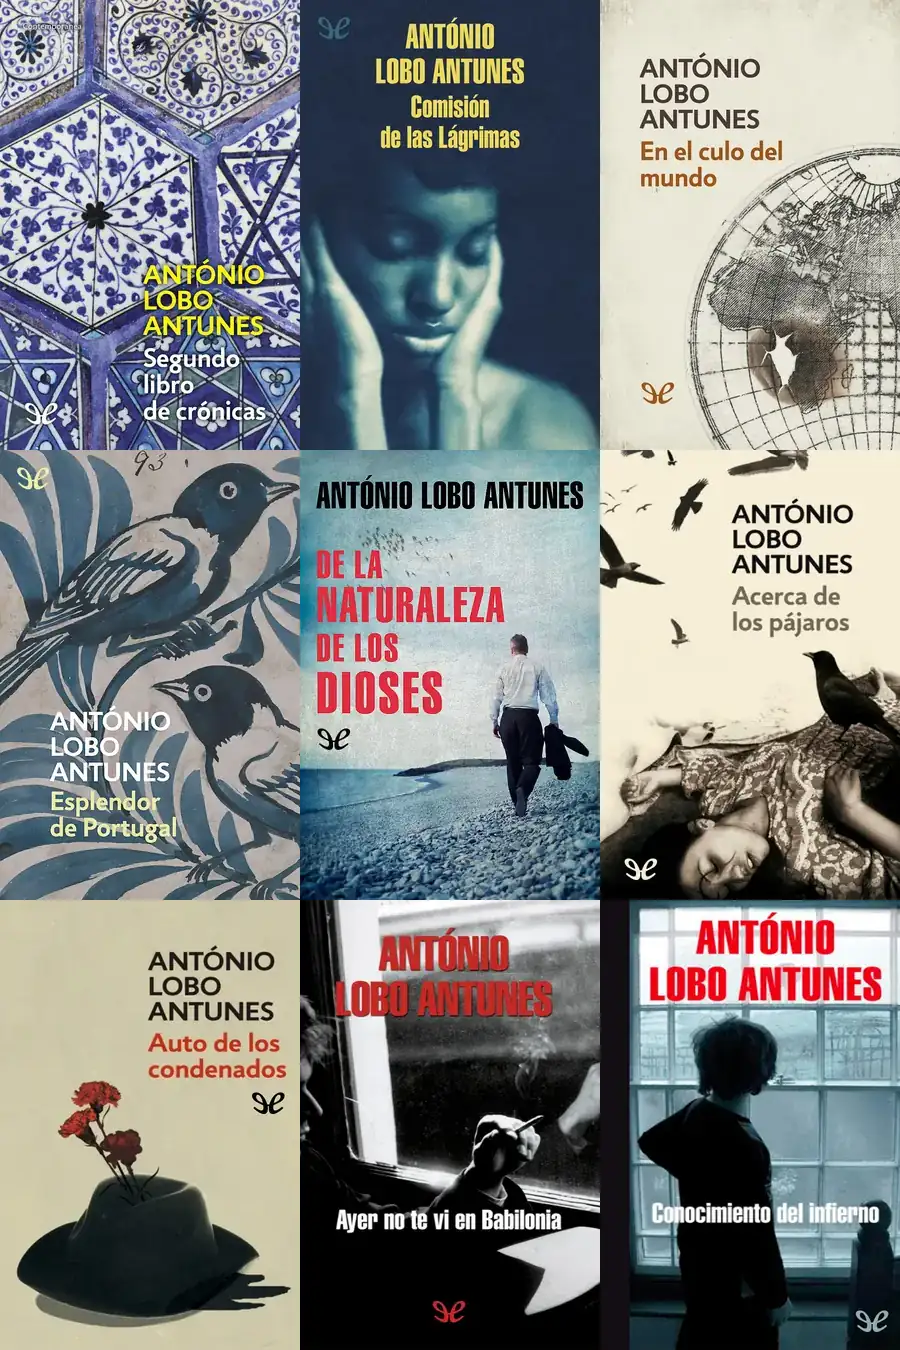 Contemporánea
ANTÓNIO
LOBO
ANTUNES
Segundo
libro
de crónicas
ANTÓNIO
LOBO ANTUNES
Comisión
de las Lágrimas
ANTÓNIO
LOBO
ANTUNES
En el culo del
mundo
93
ANTÓNIO
LOBO
ANTUNES
Esplendor
de Portugal
ANTÓNIO LOBO ANTUNES
DE LA
NATURALEZA
DE LOS
DIOSES
ANTÓNIO
LOBO
ANTUNES
Acerca de
los pájaros
ANTÓNIO
LOBO
ANTUNES
Auto de los
condenados
ANTÓNIO
LOBO ANTUNES
Ayer no te vi en Babilonia
ANTÓNIO
LOBO ANTUNES
Conocimiento del infierno